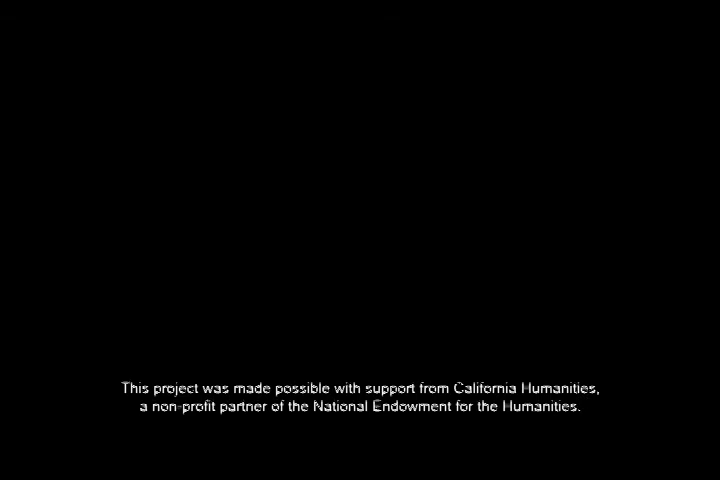 This project was made possible with support from California Humanities,
a non-profit partner of the National Endowment for the Humanities.